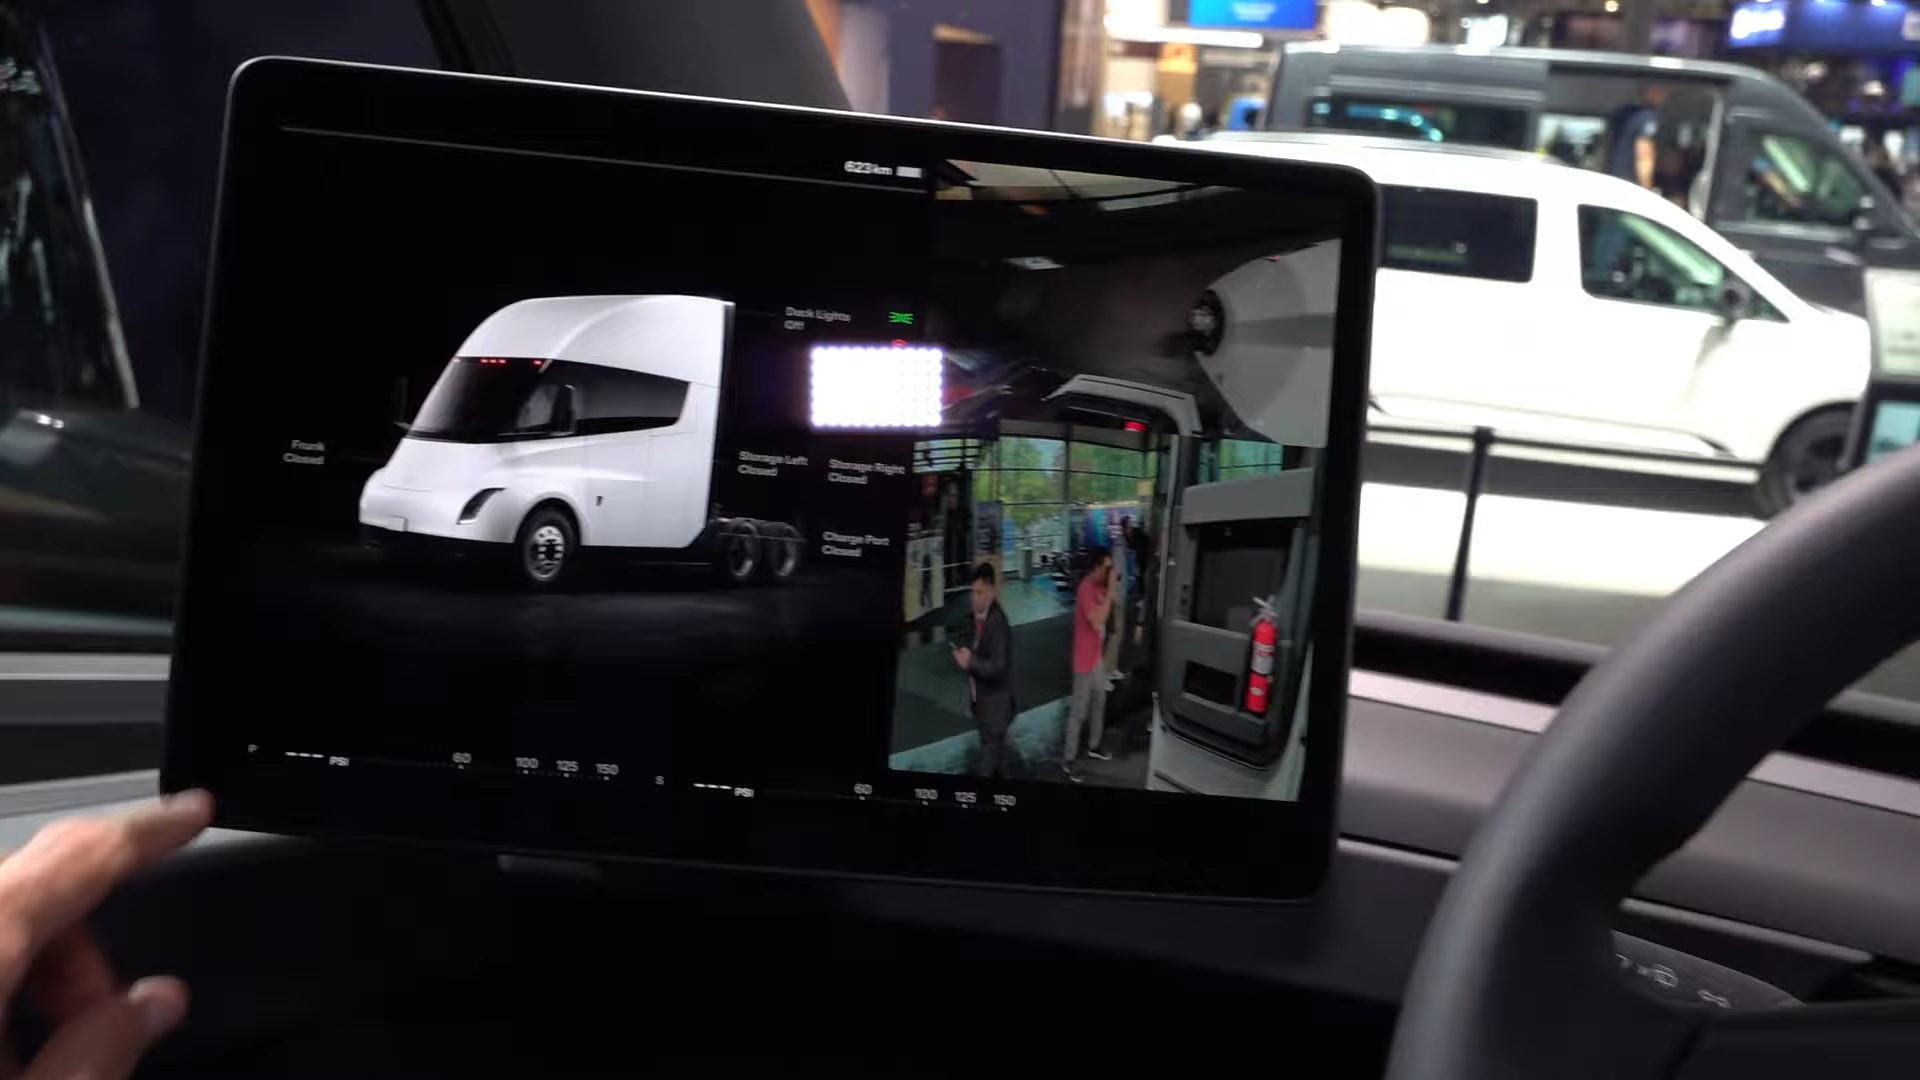 623 km
Deck Lights
Off
Frunk
Closed
Storage Left
Closed
Storage Right
Closed
Charge Port
Closed
P --- PSI 60 100 125 150
S --- PSI 60 100 125 150